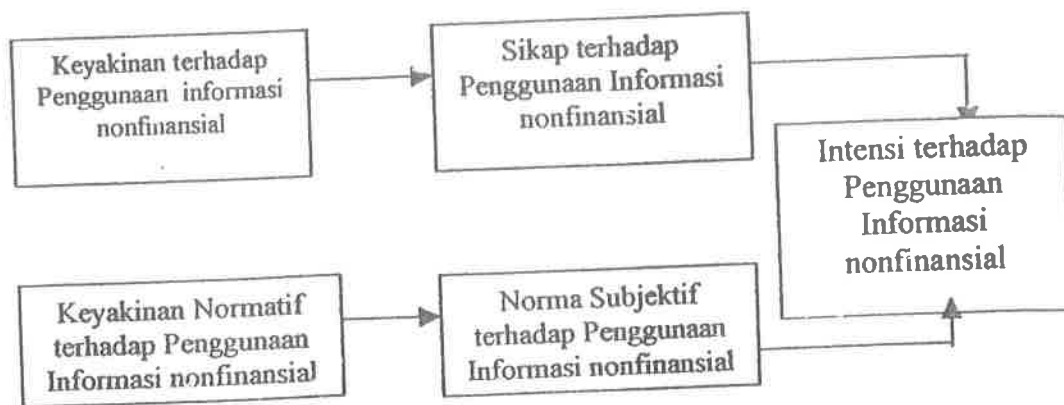 Keyakinan terhadap
Penggunaan informasi
nonfinansial
Sikap terhadap
Penggunaan Informasi
nonfinansial
Intensi terhadap
Penggunaan
Informasi
nonfinansial
Keyakinan Normatif
terhadap Penggunaan
Informasi nonfinansial
Norma Subjektif
terhadap Penggunaan
Informasi nonfinansial